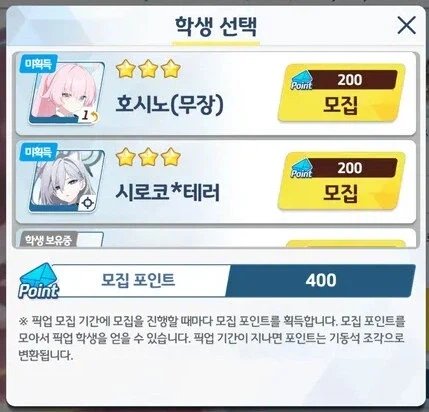 학생 선택
미획득
200
Point
모집
1
호시노(무장)
미획득
200
Point
모집
시로코*테러
학생 보유중
Point
모집 포인트
400
※ 픽업 모집 기간에 모집을 진행할 때마다 모집 포인트를 획득합니다. 모집 포인트를
모아서 픽업 학생을 얻을 수 있습니다. 픽업 기간이 지나면 포인트는 기동석 조각으로
변환됩니다.